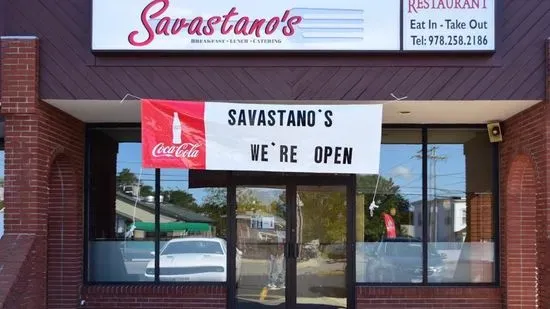 Savastano's
BREAKFAST · LUNCH · CATERING
RESTAURANT
Eat In - Take Out
Tel: 978.258.2186
SAVASTANO'S
WE'RE OPEN
Coca-Cola